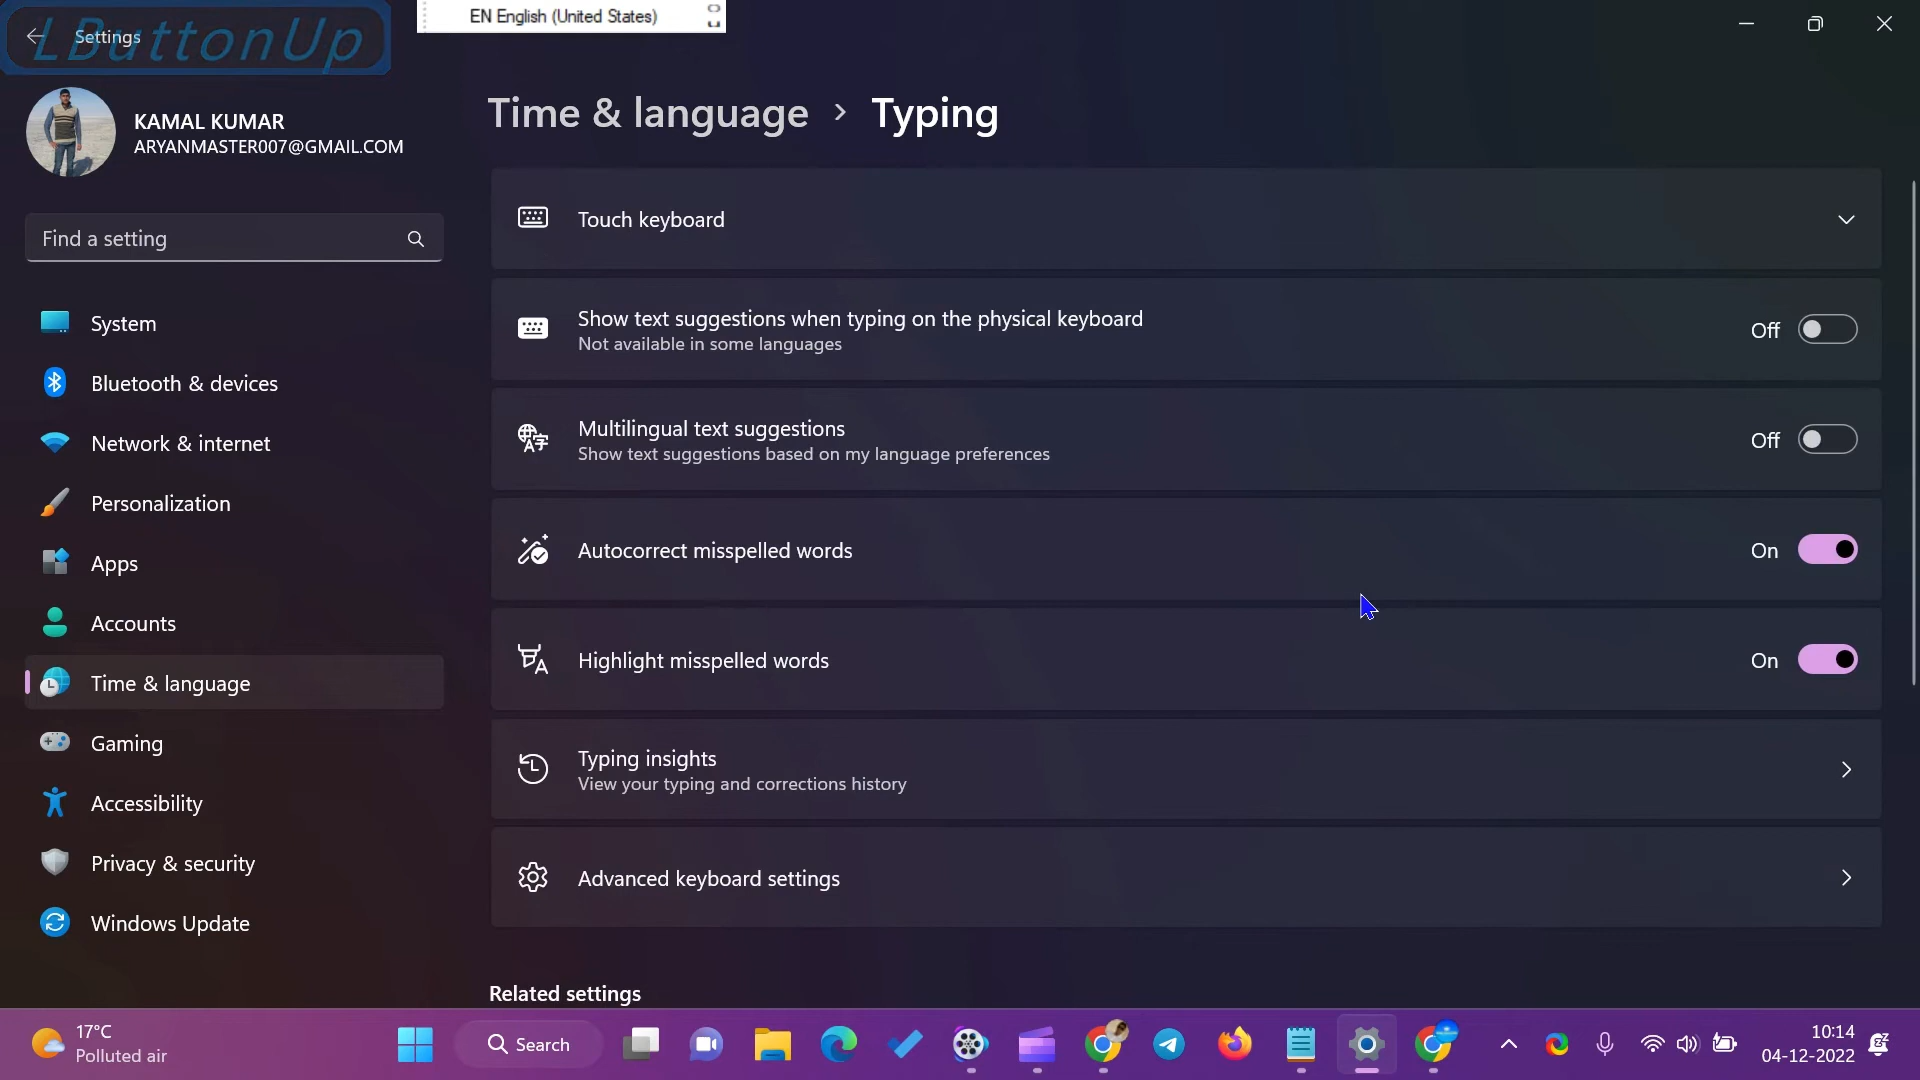 LButtonUp
Settings
EN English (United States)
KAMAL KUMAR
ARYANMASTER007@GMAIL.COM
Find a setting
System
Bluetooth & devices
Network & internet
Personalization
Apps
Accounts
Time & language
Gaming
Accessibility
Privacy & security
Windows Update
Time & language > Typing
Touch keyboard
Show text suggestions when typing on the physical keyboard
Not available in some languages
Off
Multilingual text suggestions
Show text suggestions based on my language preferences
Off
Autocorrect misspelled words
On
Highlight misspelled words
On
Typing insights
View your typing and corrections history
Advanced keyboard settings
Related settings
17°C
Polluted air
Search
10:14
04-12-2022